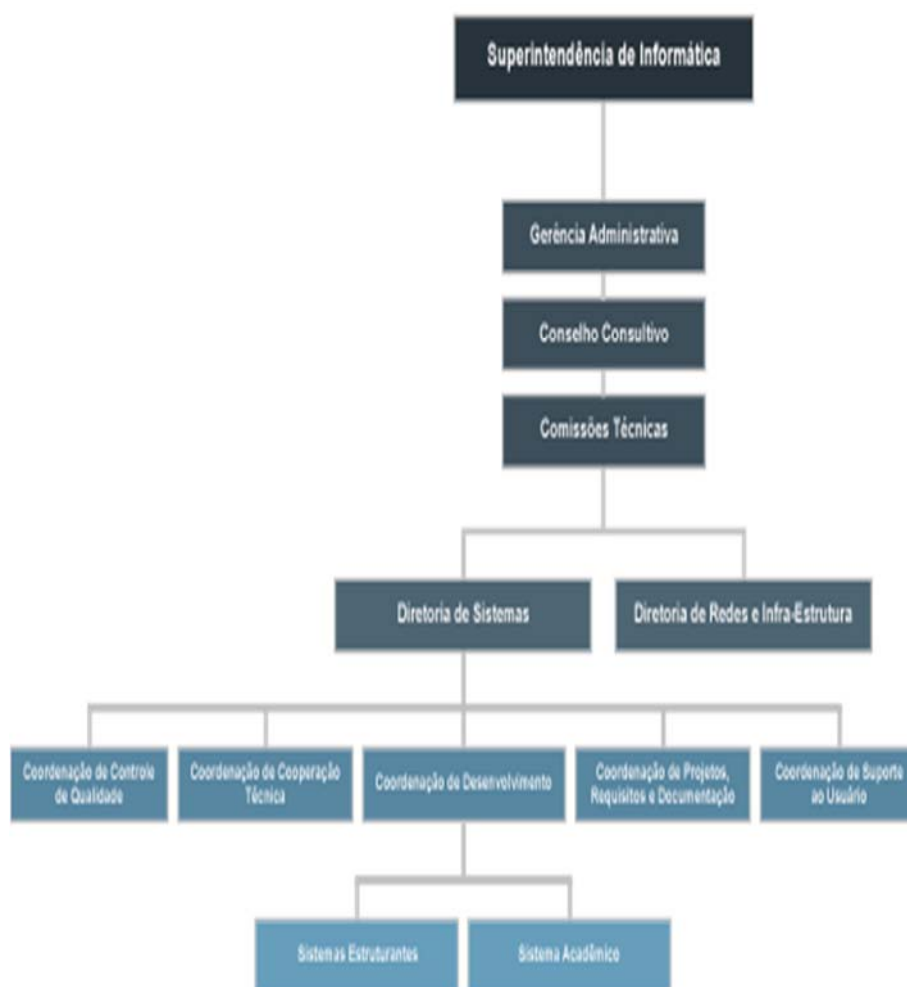 Superintendência de Informática
Gerência Administrativa
Conselho Consultivo
Comissões Técnicas
Diretoria de Sistemas
Diretoria de Redes e Infra-Estrutura
Coordenação de Controle
de Qualidade
Coordenação de Cooperação
Técnica
Coordenação de Desenvolvimento
Coordenação de Projetos,
Requisitos e Documentação
Coordenação de Suporte
ao Usuário
Sistemas Estruturantes
Sistema Acadêmico